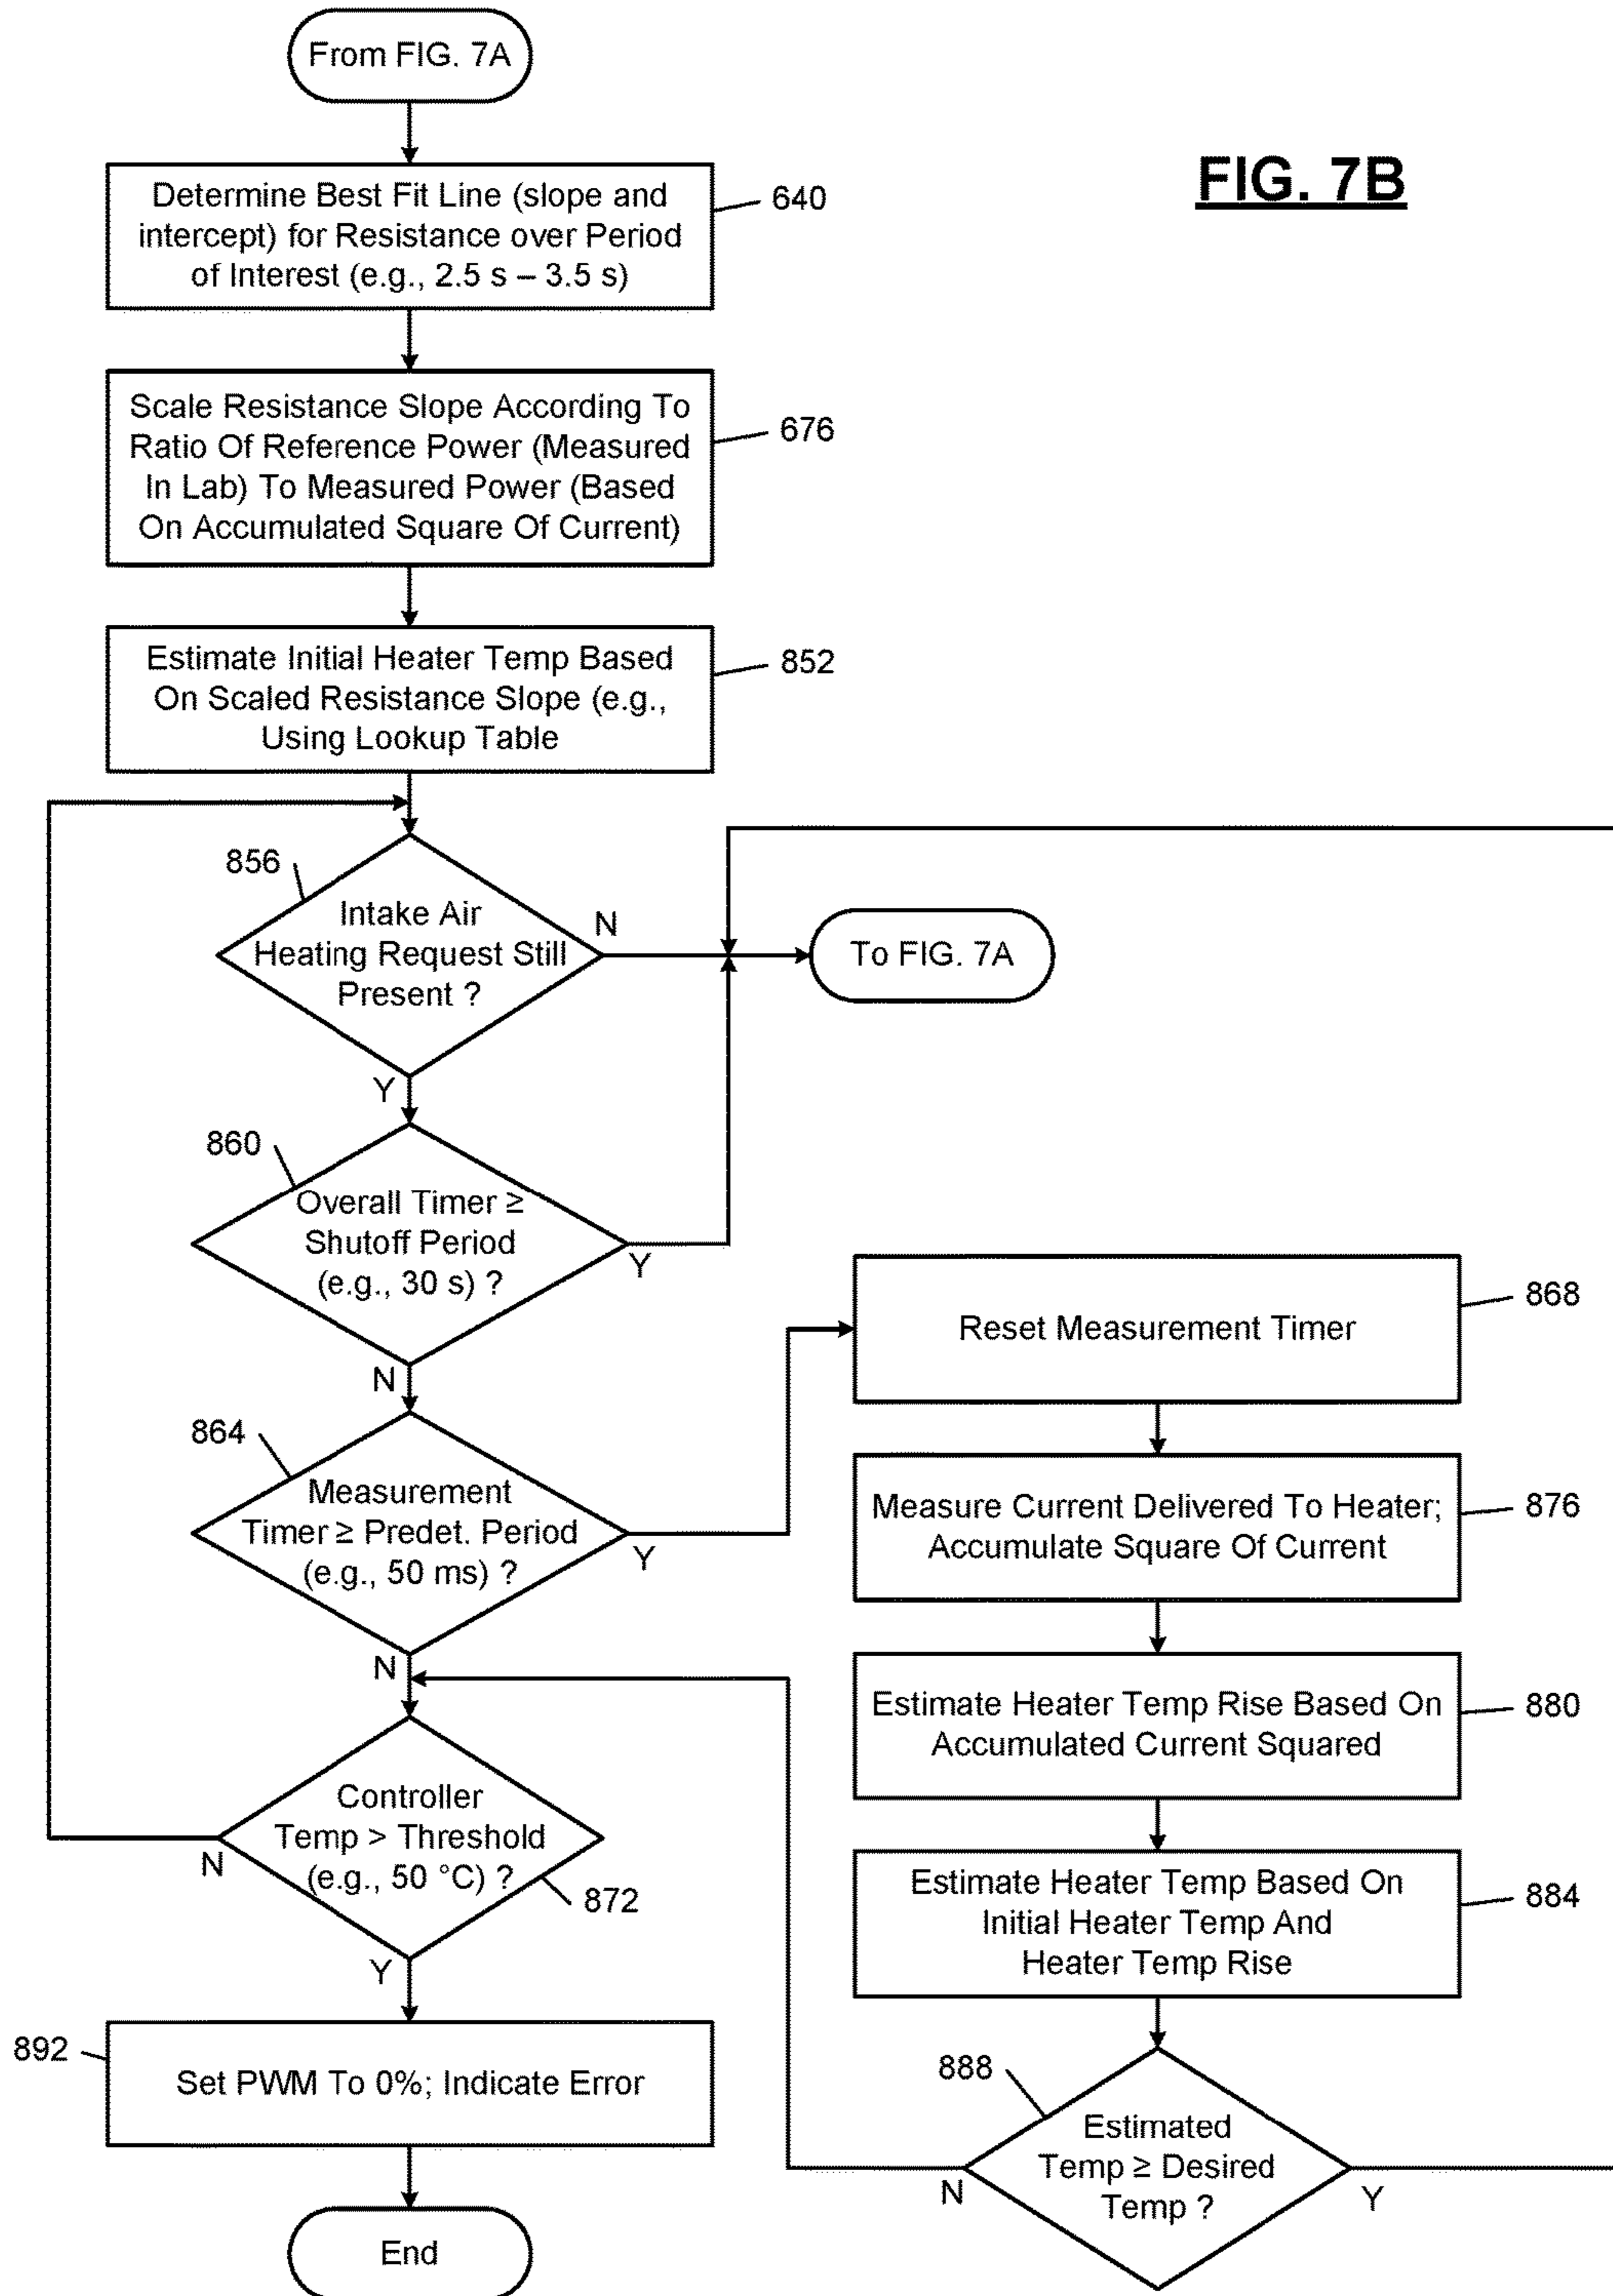 From FIG. 7A
FIG. 7B
Determine Best Fit Line (slope and
intercept) for Resistance over Period
of Interest (e.g., 2.5 s – 3.5 s)
640
Scale Resistance Slope According To
Ratio Of Reference Power (Measured
In Lab) To Measured Power (Based
On Accumulated Square Of Current)
676
Estimate Initial Heater Temp Based
On Scaled Resistance Slope (e.g.,
Using Lookup Table
852
856
Intake Air
Heating Request Still
Present ?
N
Y
To FIG. 7A
860
Overall Timer ≥
Shutoff Period
(e.g., 30 s) ?
Y
N
864
Measurement
Timer ≥ Predet. Period
(e.g., 50 ms) ?
Y
N
Reset Measurement Timer
868
Measure Current Delivered To Heater;
Accumulate Square Of Current
876
Estimate Heater Temp Rise Based On
Accumulated Current Squared
880
Estimate Heater Temp Based On
Initial Heater Temp And
Heater Temp Rise
884
888
Estimated
Temp ≥ Desired
Temp ?
N
Y
Controller
Temp > Threshold
(e.g., 50 °C) ?
872
N
Y
892
Set PWM To 0%; Indicate Error
End